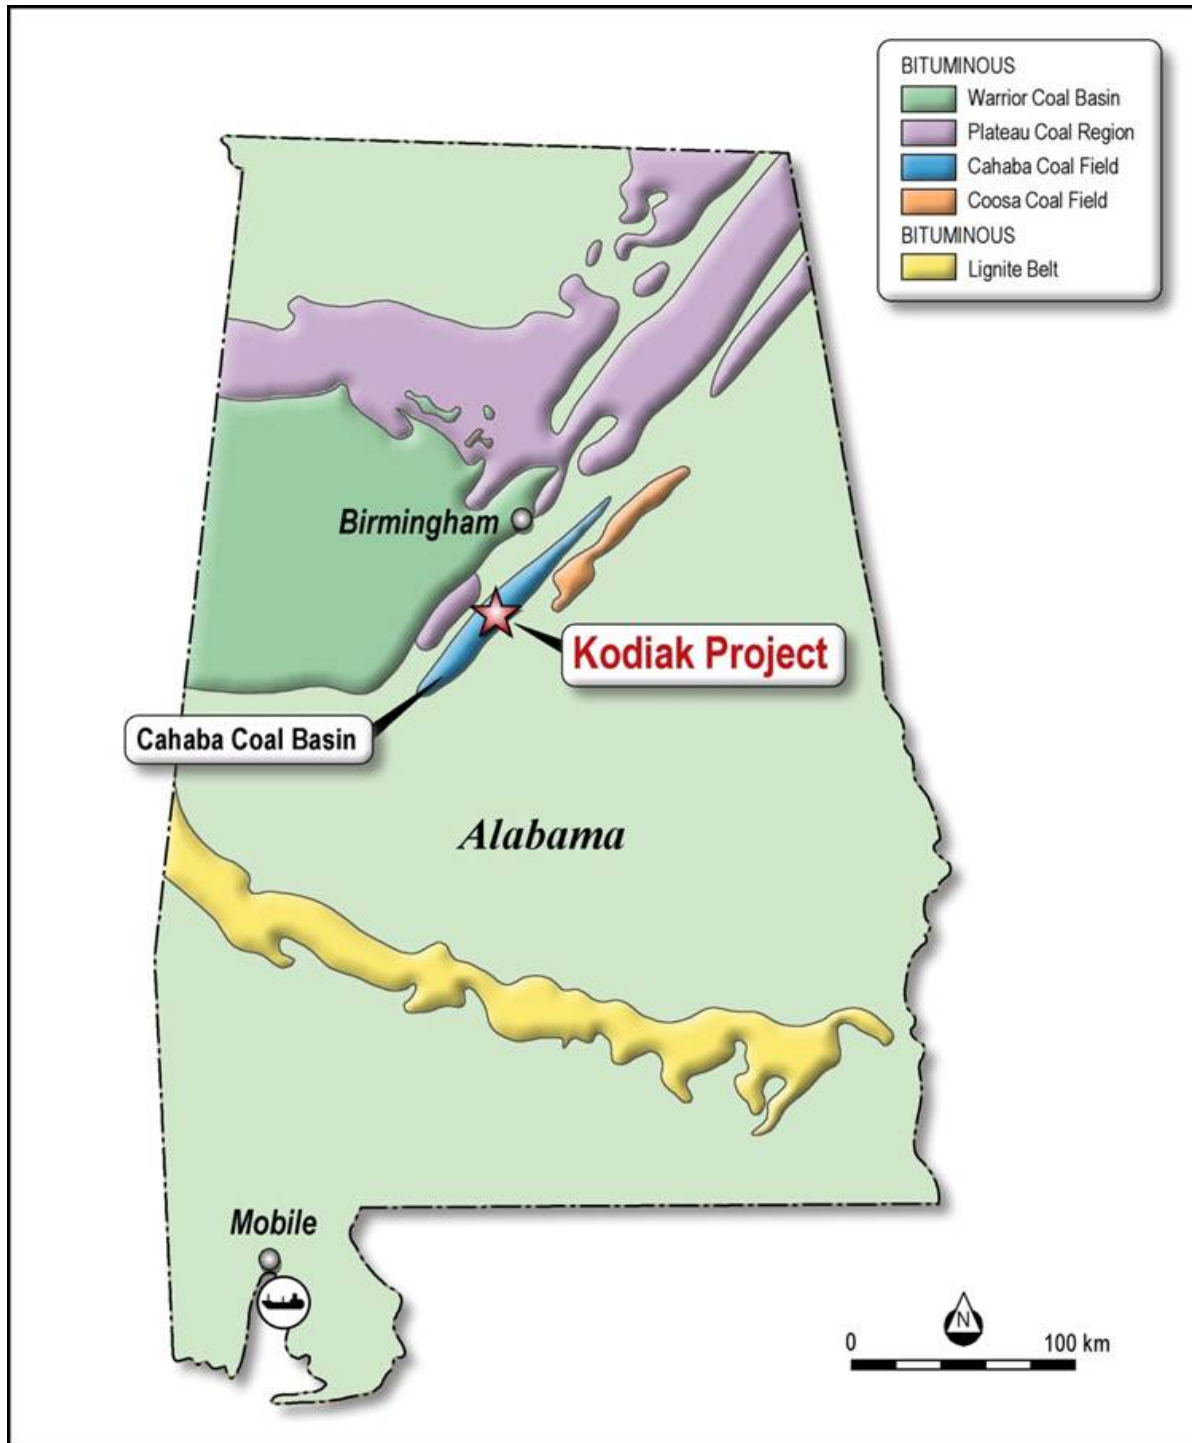 BITUMINOUS
Warrior Coal Basin
Plateau Coal Region
Cahaba Coal Field
Coosa Coal Field
BITUMINOUS
Lignite Belt
Birmingham
Kodiak Project
Cahaba Coal Basin
Alabama
Mobile
N
0 100 km